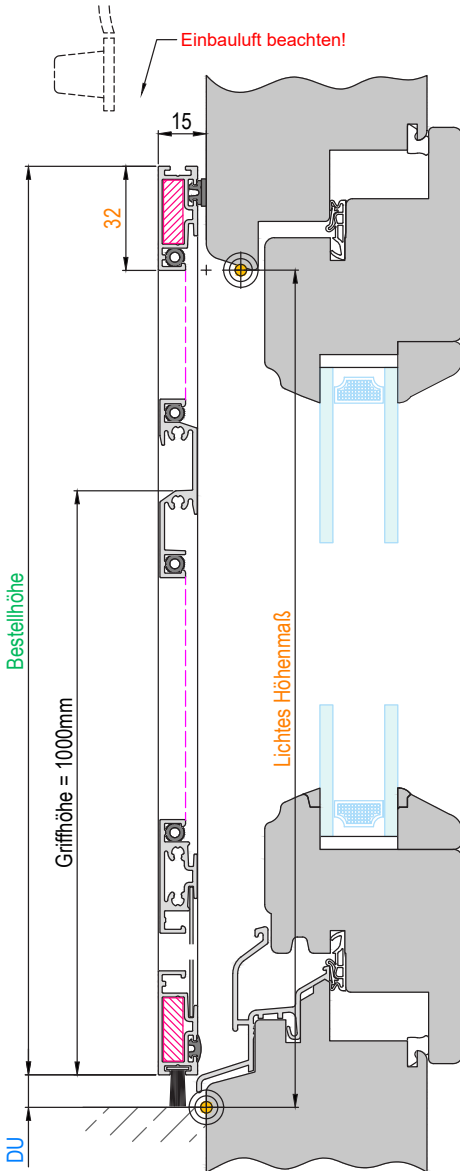 Einbauluft beachten!
15
32
Bestellhöhe
Griffhöhe = 1000mm
Lichtes Höhenmaß
DU